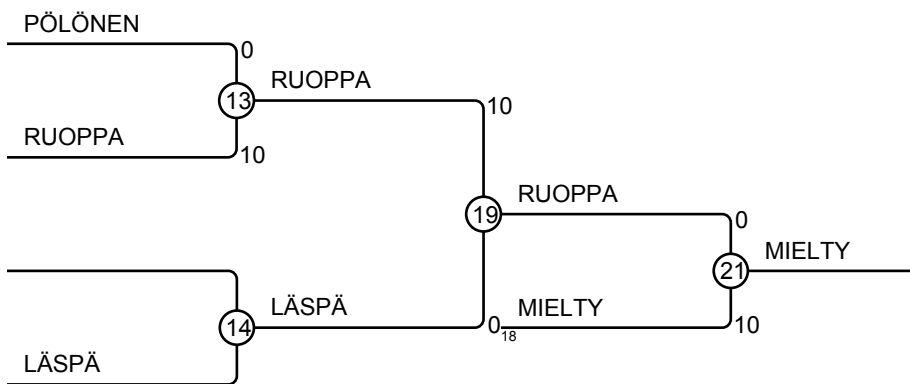 PÖLÖNEN
0
13
RUOPPA
10
RUOPPA
10
19
RUOPPA
0
21
MIELTY
14
LÄSPÄ
0
18
MIELTY
10
LÄSPÄ